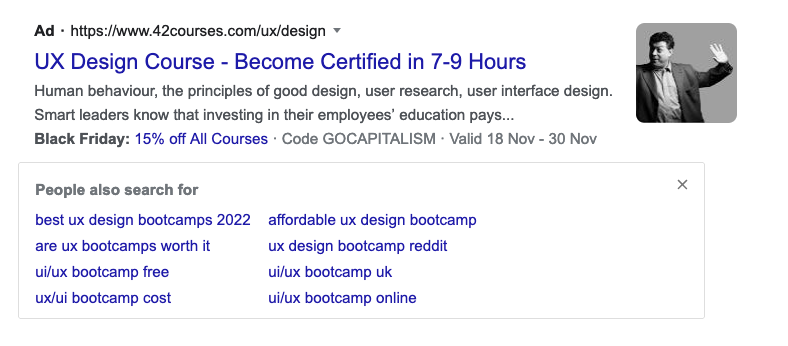 Ad · https://www.42courses.com/ux/design
UX Design Course - Become Certified in 7-9 Hours
Human behaviour, the principles of good design, user research, user interface design.
Smart leaders know that investing in their employees’ education pays...
Black Friday: 15% off All Courses · Code GOCAPITALISM · Valid 18 Nov - 30 Nov
People also search for
best ux design bootcamps 2022
affordable ux design bootcamp
are ux bootcamps worth it
ux design bootcamp reddit
ui/ux bootcamp free
ui/ux bootcamp uk
ux/ui bootcamp cost
ui/ux bootcamp online